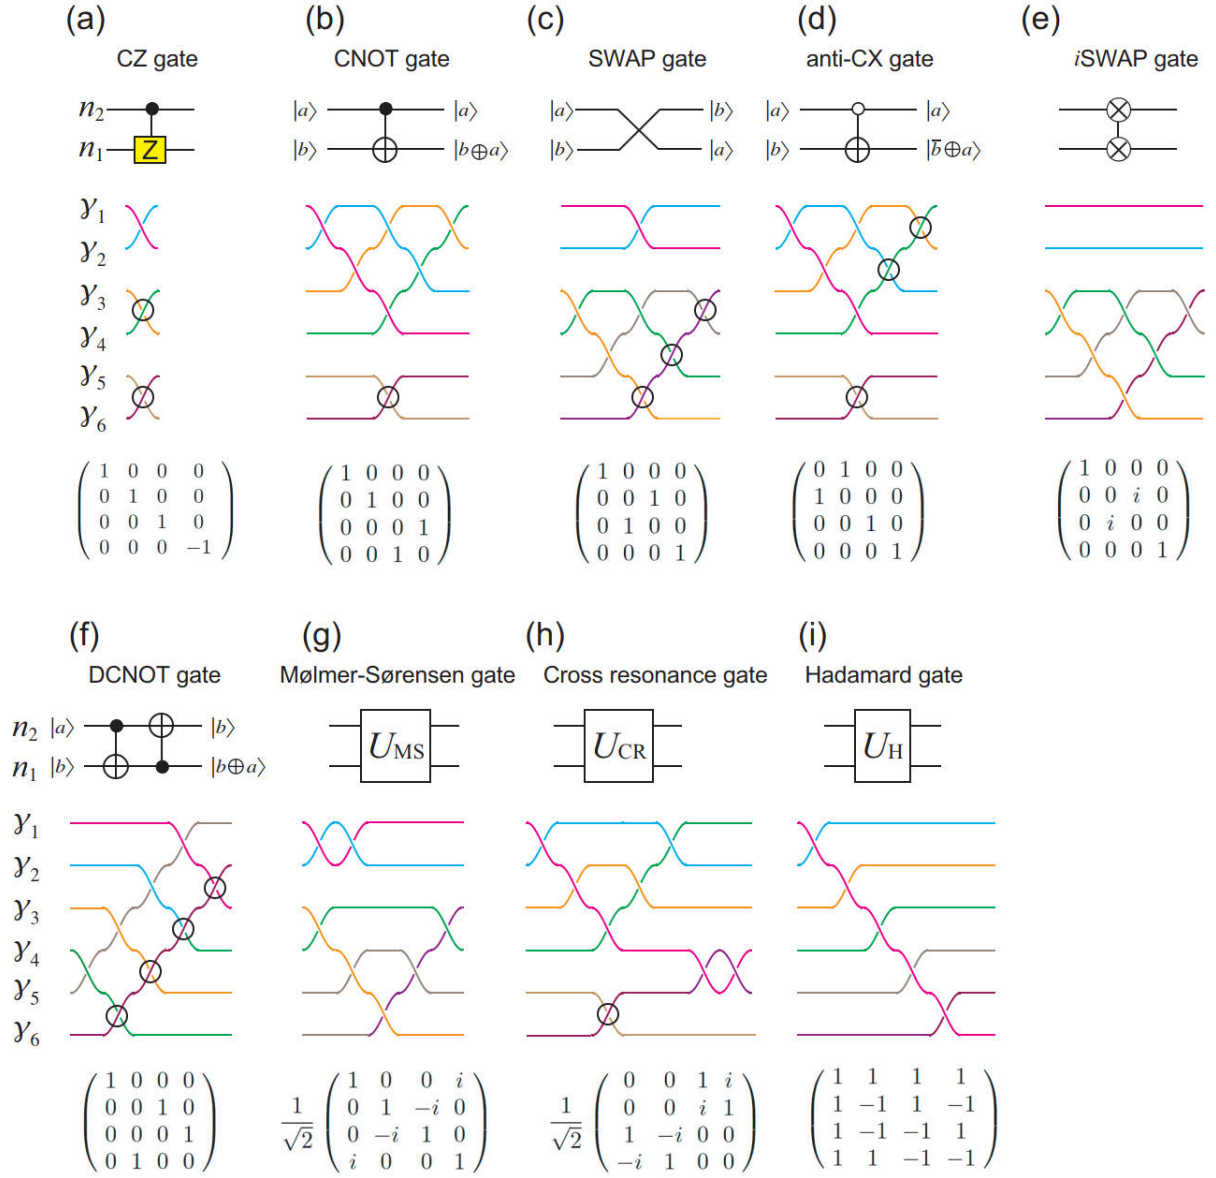 (a) (b) (c) (d) (e)
CZ gate CNOT gate SWAP gate anti-CX gate iSWAP gate
n₂ |a⟩ |a⟩ |a⟩ |b⟩ |a⟩ |a⟩
n₁ Z |b⟩ |b⊕a⟩ |b⟩ |a⟩ |b⟩ |b̅⊕a⟩
γ₁
γ₂
γ₃
γ₄
γ₅
γ₆
1 0 0 0 1 0 0 0 1 0 0 0 0 1 0 0 1 0 0 0
0 1 0 0 0 1 0 0 0 0 1 0 1 0 0 0 0 0 i 0
0 0 1 0 0 0 0 1 0 1 0 0 0 0 1 0 0 i 0 0
0 0 0 −1 0 0 1 0 0 0 0 1 0 0 0 1 0 0 0 1
(f) (g) (h) (i)
DCNOT gate Mølmer-Sørensen gate Cross resonance gate Hadamard gate
n₂ |a⟩ |b⟩ U_MS U_CR U_H
n₁ |b⟩ |b⊕a⟩
γ₁
γ₂
γ₃
γ₄
γ₅
γ₆
1 0 0 0 1/√2 1 0 0 i 1/√2 0 0 1 i 1 1 1 1
0 0 1 0 0 1 −i 0 0 0 i 1 1 −1 1 −1
0 0 0 1 0 −i 1 0 1 −i 0 0 1 −1 −1 1
0 1 0 0 i 0 0 1 −i 1 0 0 1 1 −1 −1